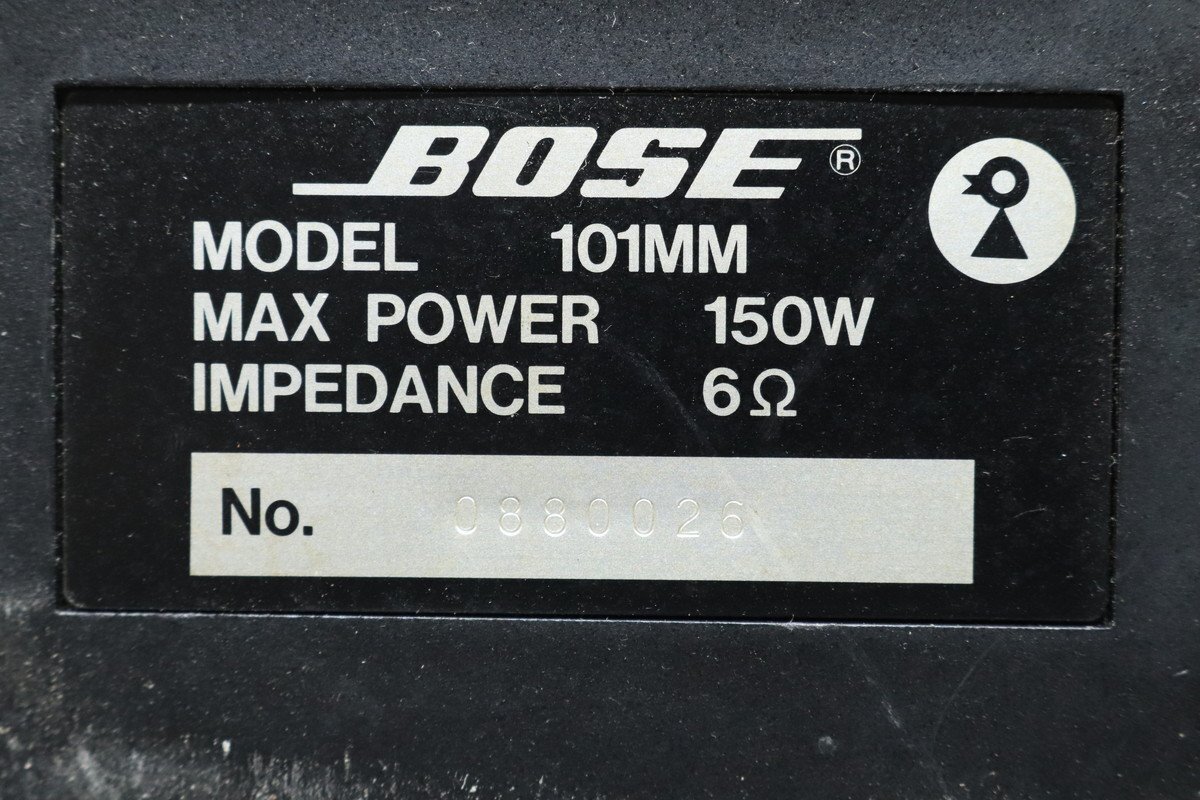 BOSE®
MODEL 101MM
MAX POWER 150W
IMPEDANCE 6Ω
No. 0880026